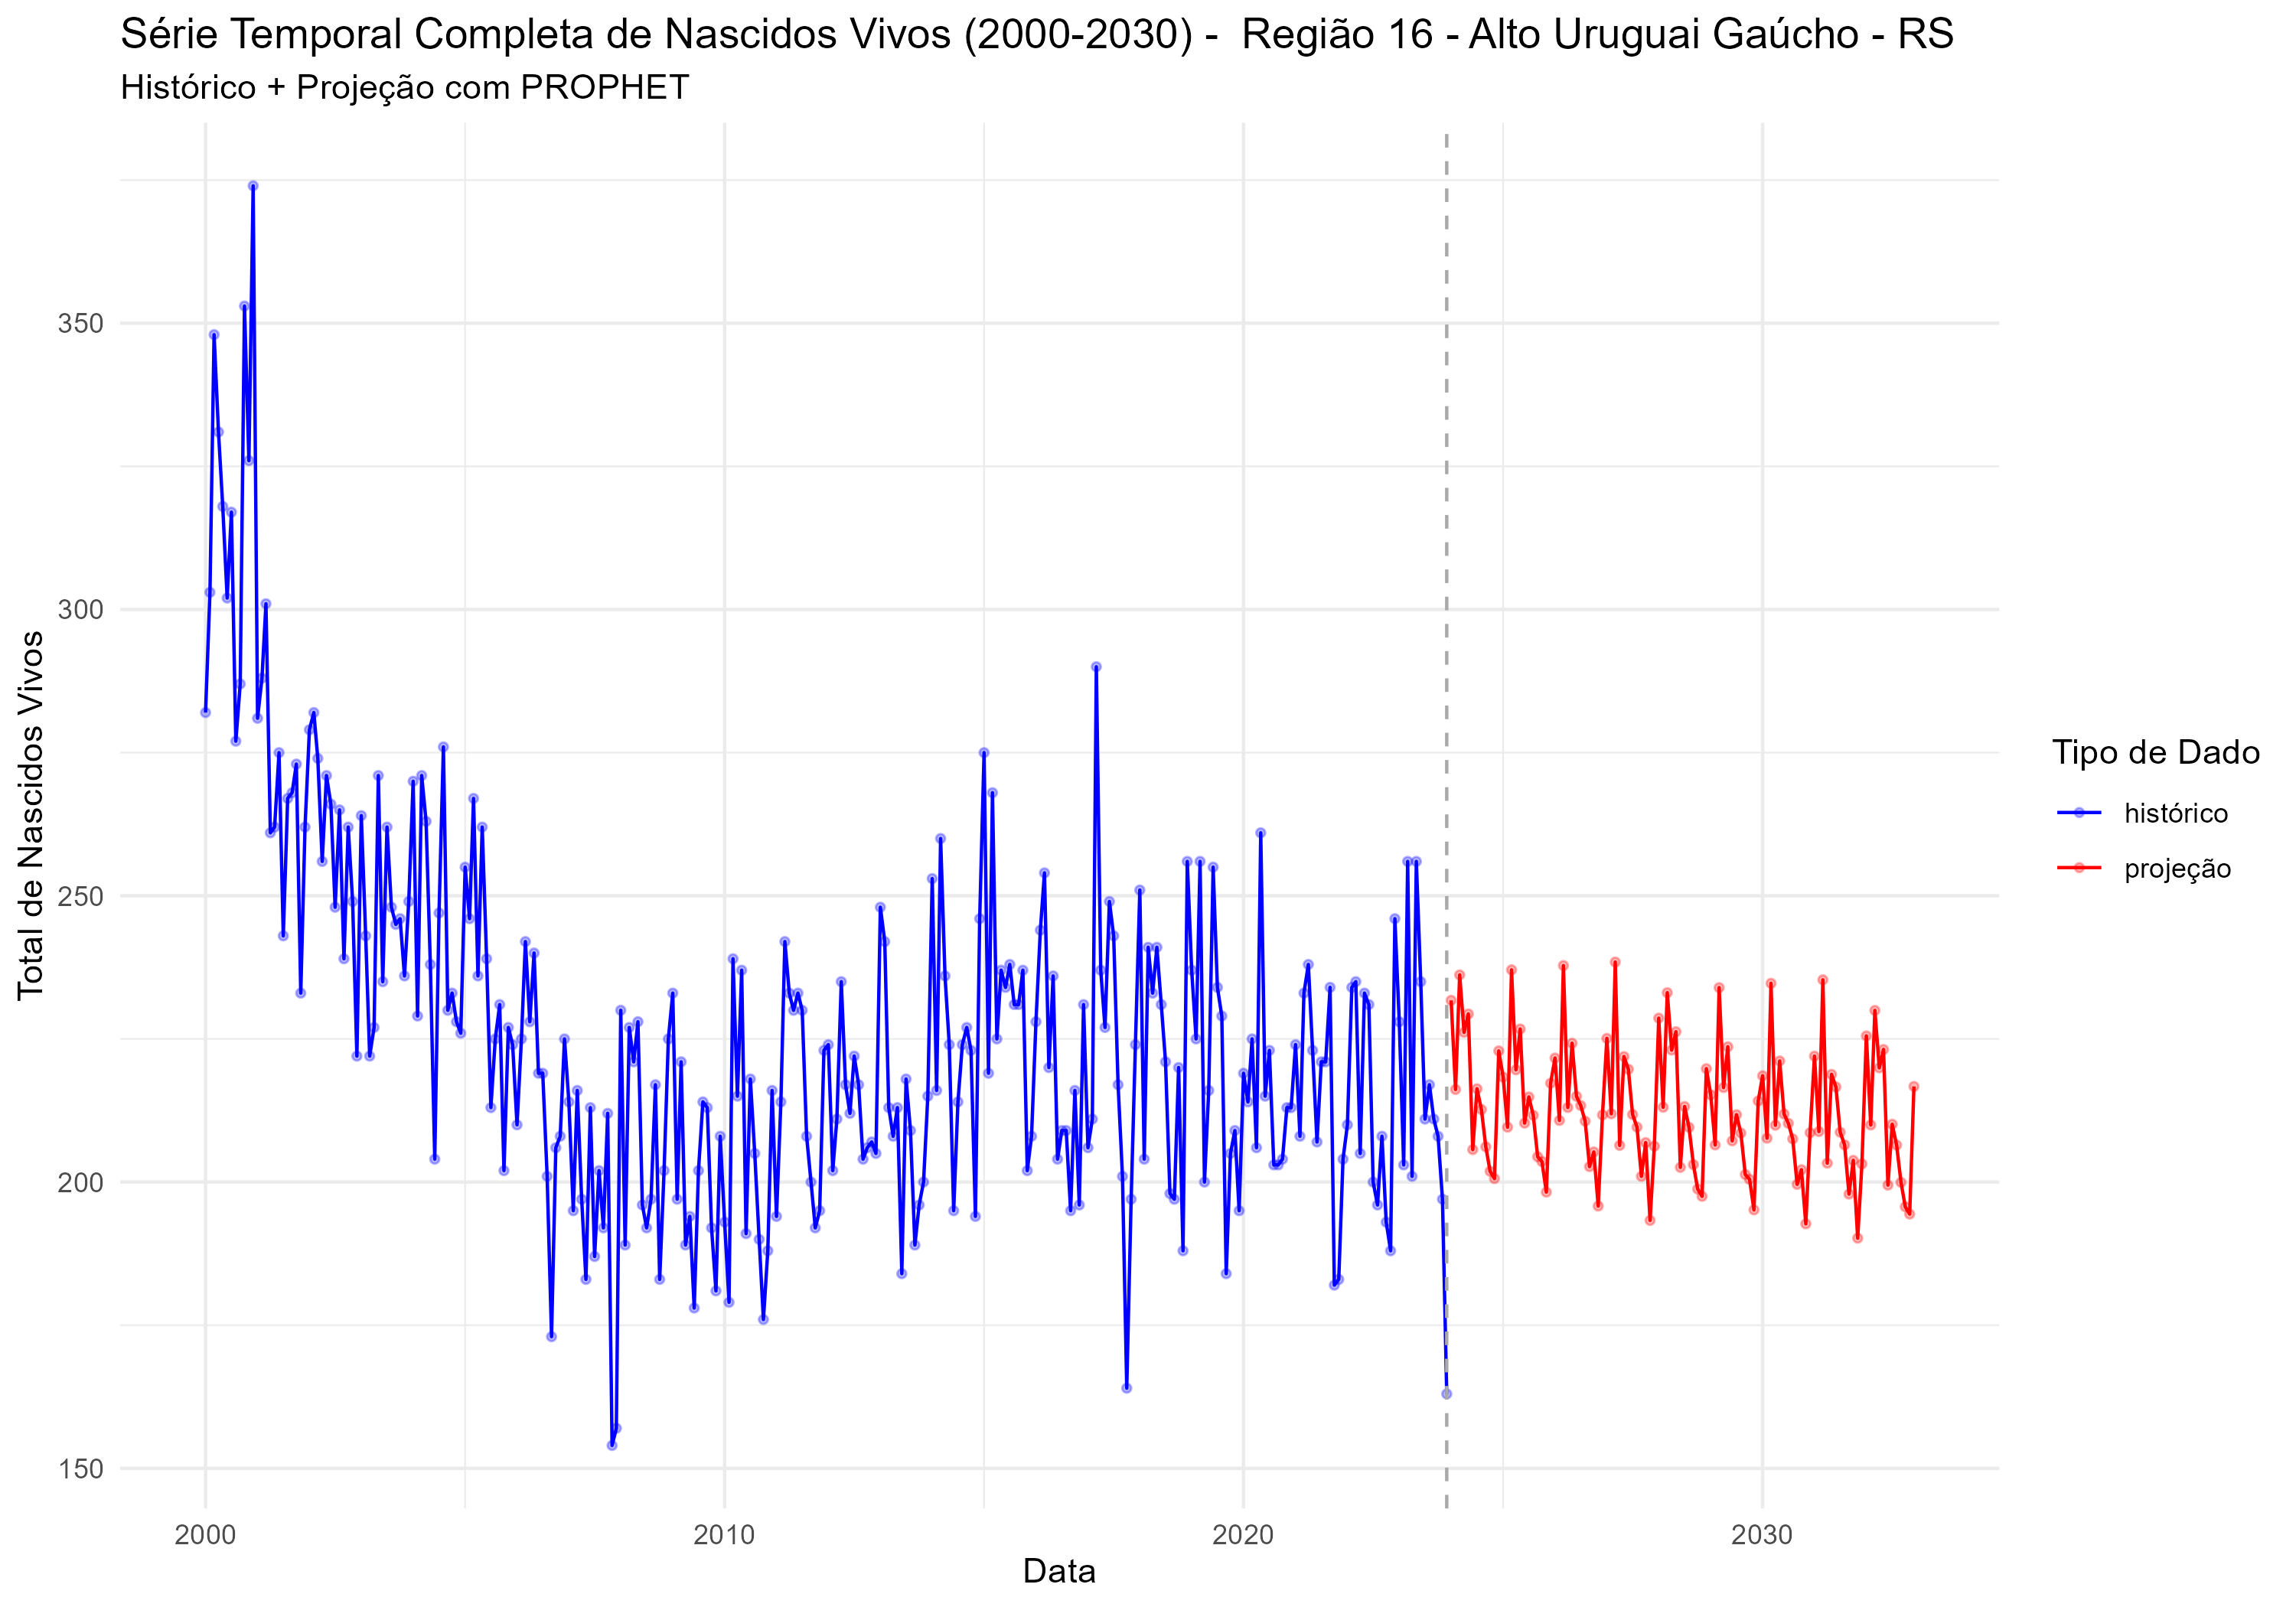 Série Temporal Completa de Nascidos Vivos (2000-2030) -  Região 16 - Alto Uruguai Gaúcho - RS
Histórico + Projeção com PROPHET
Total de Nascidos Vivos
350
300
250
200
150
2000
2010
2020
2030
Data
Tipo de Dado
histórico
projeção